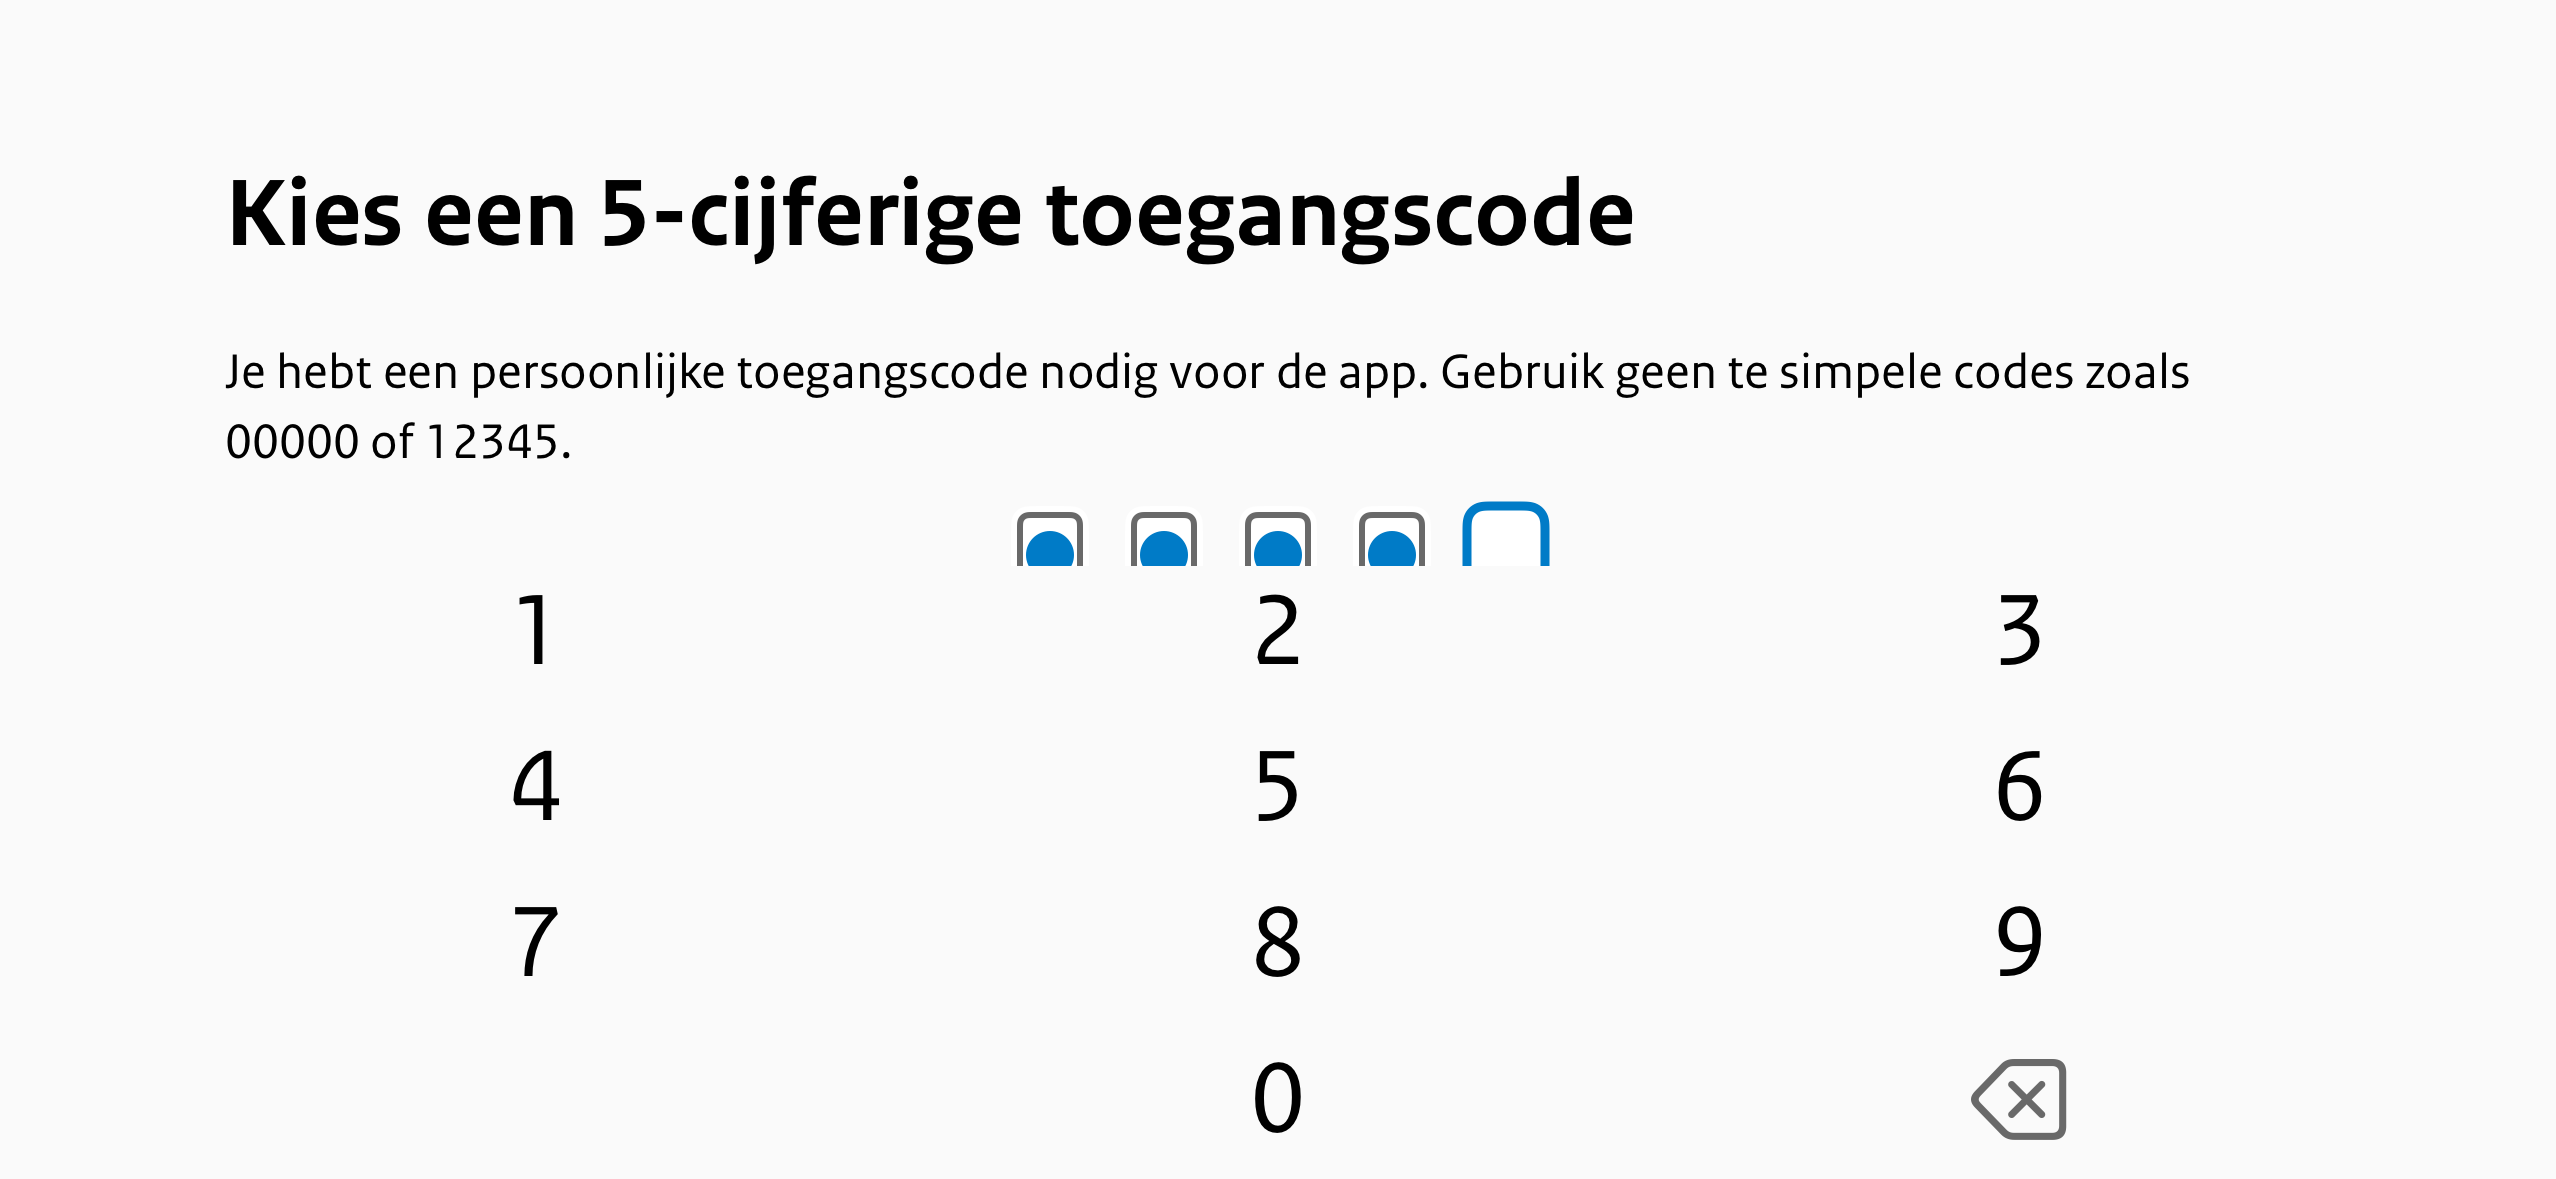 Kies een 5-cijferige toegangscode
Je hebt een persoonlijke toegangscode nodig voor de app. Gebruik geen te simpele codes zoals
00000 of 12345.
1 2 3
4 5 6
7 8 9
0